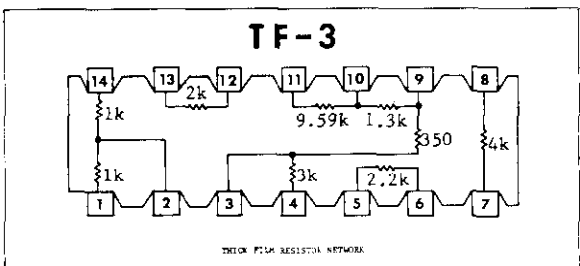 TF-3
14 13 12 11 10 9 8
2k
1k 9.59k 1.3k
350 4k
1k 3k 2.2k
1 2 3 4 5 6 7
THICK FILM RESISTOR NETWORK